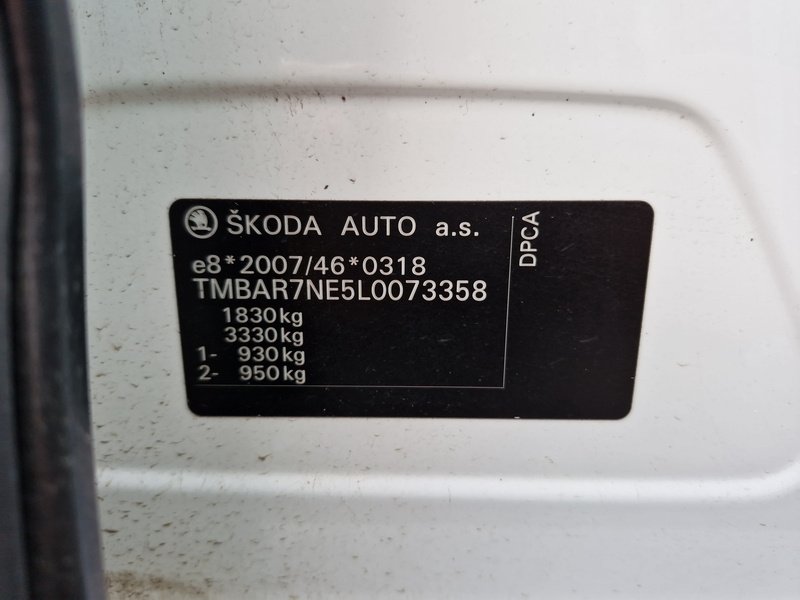 ŠKODA AUTO a.s.
e8*2007/46*0318
TMBAR7NE5L0073358
1830kg
3330kg
1- 930kg
2- 950kg
DPCA